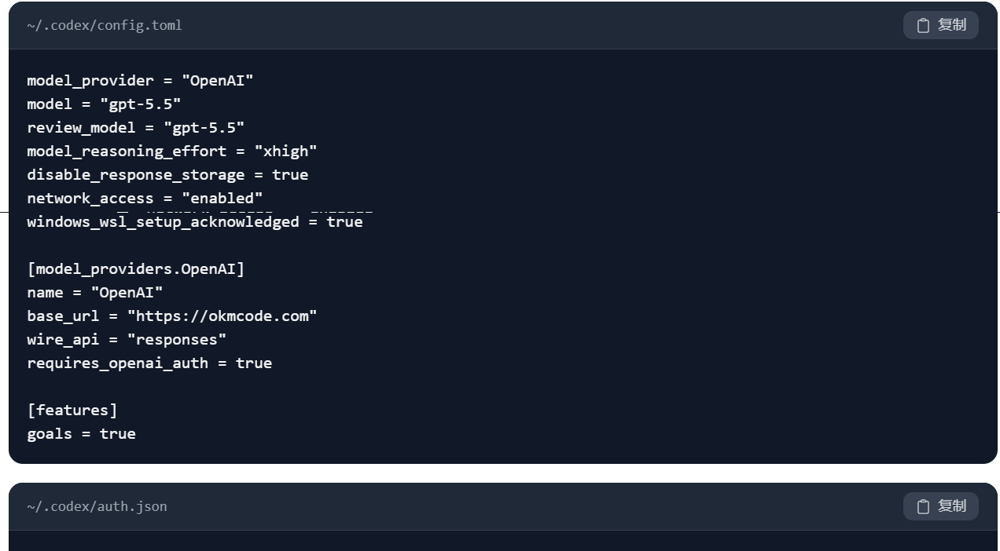 ~/.codex/config.toml
复制
model_provider = "OpenAI"
model = "gpt-5.5"
review_model = "gpt-5.5"
model_reasoning_effort = "xhigh"
disable_response_storage = true
network_access = "enabled"
windows_wsl_setup_acknowledged = true
[model_providers.OpenAI]
name = "OpenAI"
base_url = "https://okmcode.com"
wire_api = "responses"
requires_openai_auth = true
[features]
goals = true
~/.codex/auth.json
复制